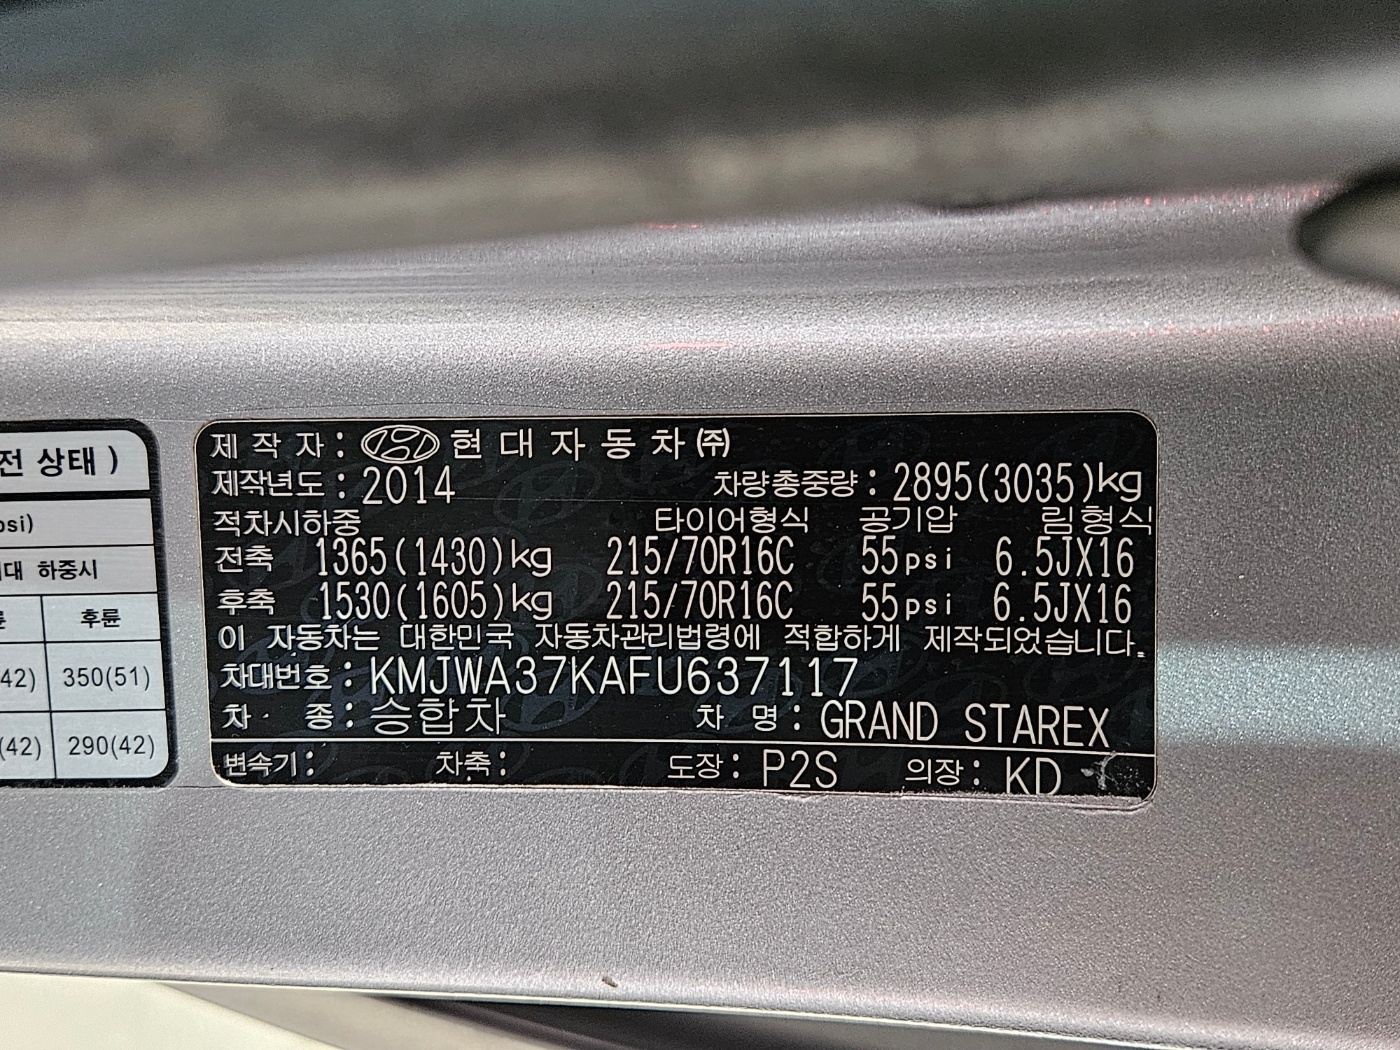 전 상태 )
psi)
대 하중시
후륜
42) 350(51)
(42) 290(42)
제 작 자 : 현 대 자 동 차 ㈜
제작년도 : 2014 차량총중량 : 2895(3035)kg
적차시하중 타이어형식 공기압 림형식
전축 1365(1430)kg 215/70R16C 55psi 6.5JX16
후축 1530(1605)kg 215/70R16C 55psi 6.5JX16
이 자동차는 대한민국 자동차관리법령에 적합하게 제작되었습니다.
차대번호 : KMJWA37KAFU637117
차 종 : 승합차 차 명 : GRAND STAREX
변속기 : 차축 : 도장 : P2S 의장 : KD